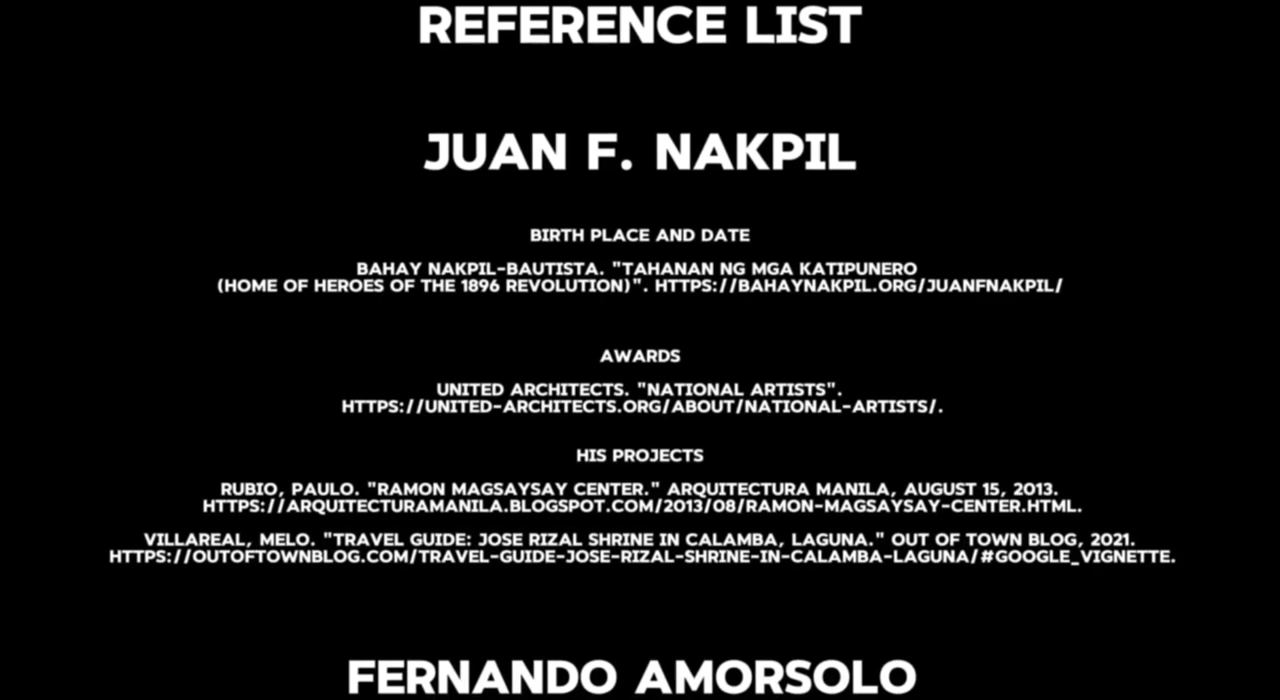 REFERENCE LIST
JUAN F. NAKPIL
BIRTH PLACE AND DATE
BAHAY NAKPIL-BAUTISTA. "TAHANAN NG MGA KATIPUNERO
(HOME OF HEROES OF THE 1896 REVOLUTION)". HTTPS://BAHAYNAKPIL.ORG/JUANFNAKPIL/
AWARDS
UNITED ARCHITECTS. "NATIONAL ARTISTS".
HTTPS://UNITED-ARCHITECTS.ORG/ABOUT/NATIONAL-ARTISTS/.
HIS PROJECTS
RUBIO, PAULO. "RAMON MAGSAYSAY CENTER." ARQUITECTURA MANILA, AUGUST 15, 2013.
HTTPS://ARQUITECTURAMANILA.BLOGSPOT.COM/2013/08/RAMON-MAGSAYSAY-CENTER.HTML.
VILLAREAL, MELO. "TRAVEL GUIDE: JOSE RIZAL SHRINE IN CALAMBA, LAGUNA." OUT OF TOWN BLOG, 2021.
HTTPS://OUTOFTOWNBLOG.COM/TRAVEL-GUIDE-JOSE-RIZAL-SHRINE-IN-CALAMBA-LAGUNA/#GOOGLE_VIGNETTE.
FERNANDO AMORSOLO